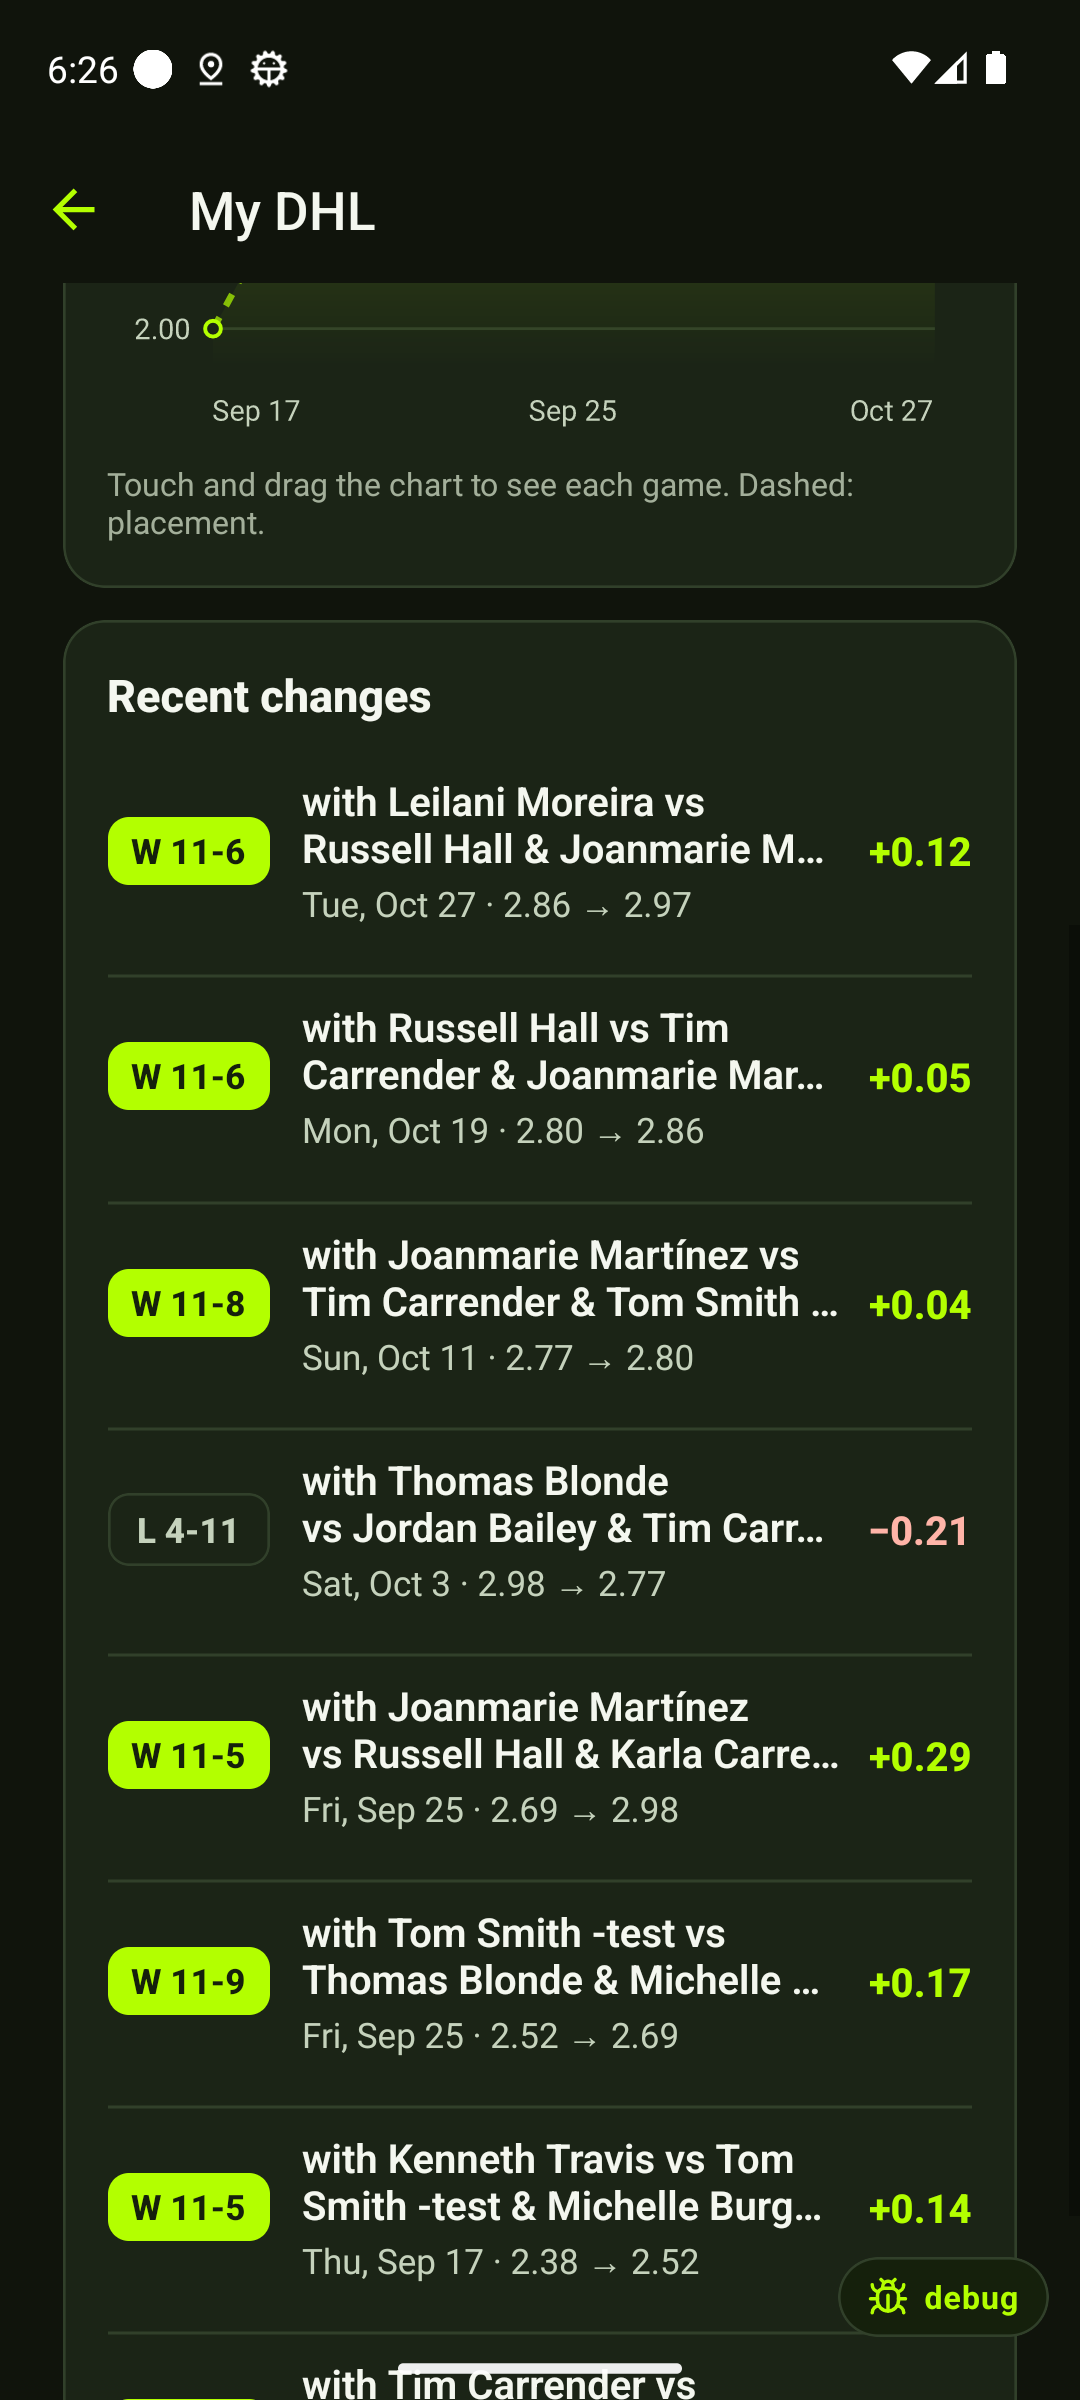 6:26
My DHL
2.00
Sep 17 Sep 25 Oct 27
Touch and drag the chart to see each game. Dashed:
placement.
Recent changes
W 11-6
with Leilani Moreira vs
Russell Hall & Joanmarie M...
+0.12
Tue, Oct 27 · 2.86 → 2.97
W 11-6
with Russell Hall vs Tim
Carrender & Joanmarie Mar...
+0.05
Mon, Oct 19 · 2.80 → 2.86
W 11-8
with Joanmarie Martínez vs
Tim Carrender & Tom Smith ...
+0.04
Sun, Oct 11 · 2.77 → 2.80
L 4-11
with Thomas Blonde
vs Jordan Bailey & Tim Carr...
−0.21
Sat, Oct 3 · 2.98 → 2.77
W 11-5
with Joanmarie Martínez
vs Russell Hall & Karla Carre...
+0.29
Fri, Sep 25 · 2.69 → 2.98
W 11-9
with Tom Smith -test vs
Thomas Blonde & Michelle ...
+0.17
Fri, Sep 25 · 2.52 → 2.69
W 11-5
with Kenneth Travis vs Tom
Smith -test & Michelle Burg...
+0.14
Thu, Sep 17 · 2.38 → 2.52
debug
with Tim Carrender vs